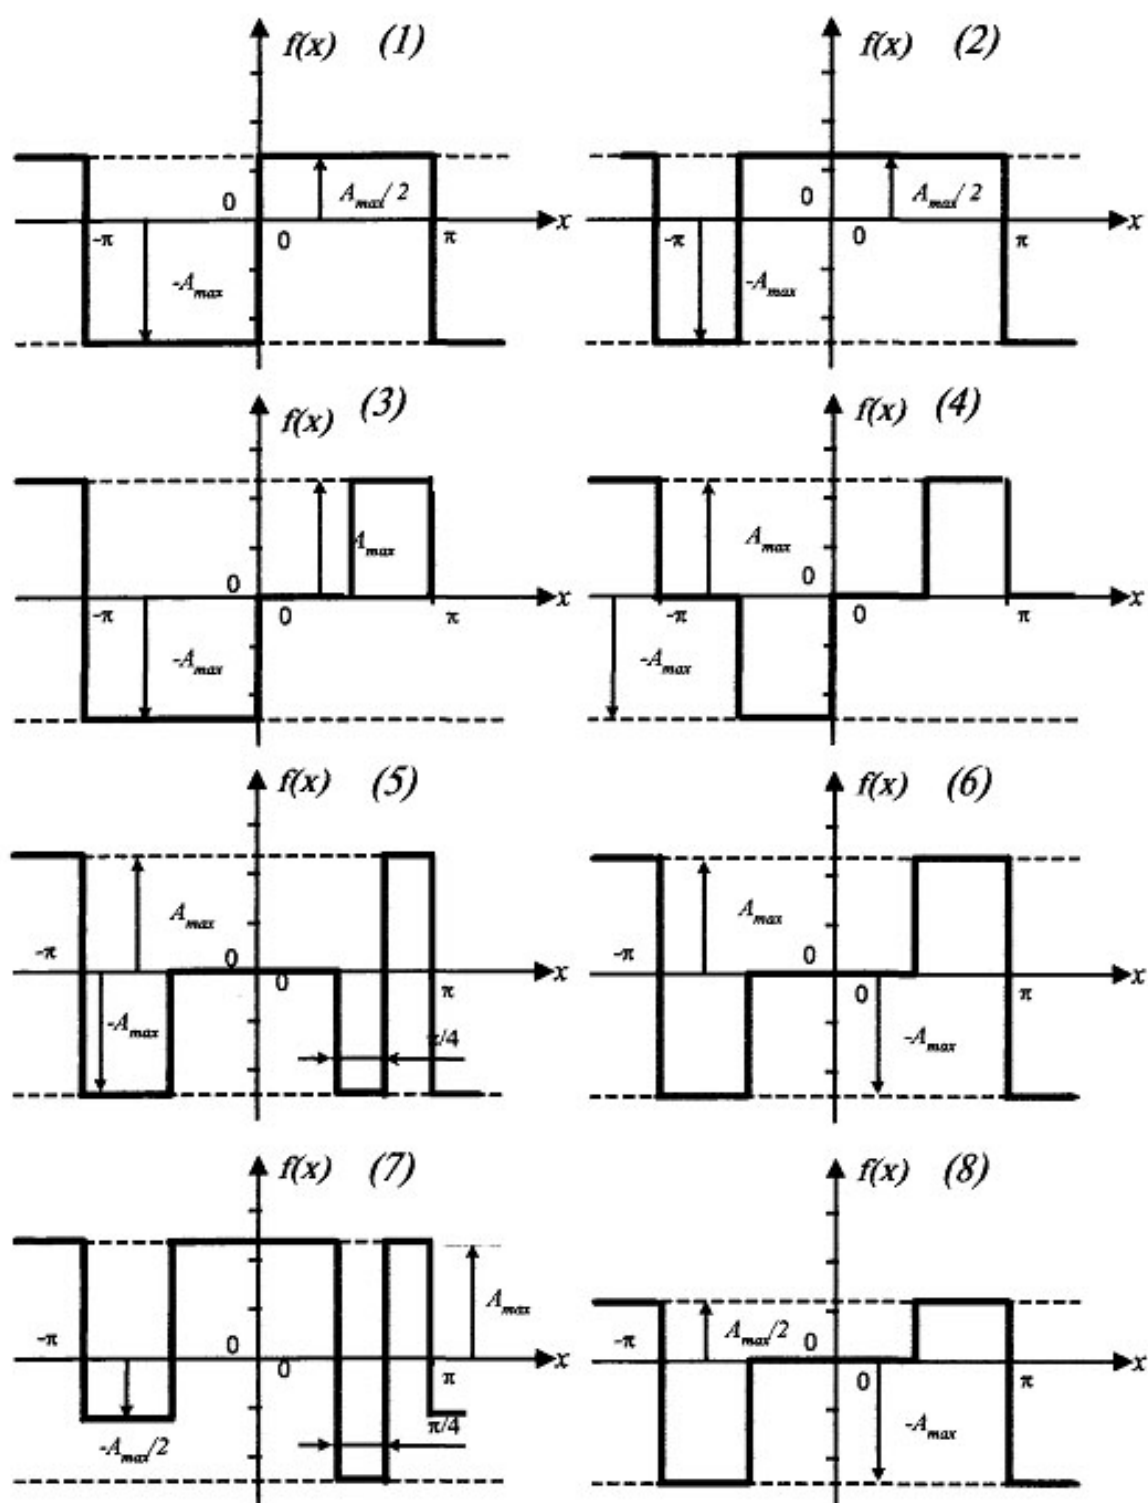 f(x) (1)
A_max/2
0
-π 0 π x
-A_max
f(x) (2)
0 A_max/2
-π 0 π x
-A_max
f(x) (3)
A_max
0
-π 0 π x
-A_max
f(x) (4)
A_max
0
-π 0 π x
-A_max
f(x) (5)
A_max
-π 0
0 π x
-A_max
π/4
f(x) (6)
A_max
-π 0
0 π x
-A_max
f(x) (7)
A_max
-π 0
0 π x
-A_max/2
π/4
f(x) (8)
-π A_max/2 0
0 π x
-A_max